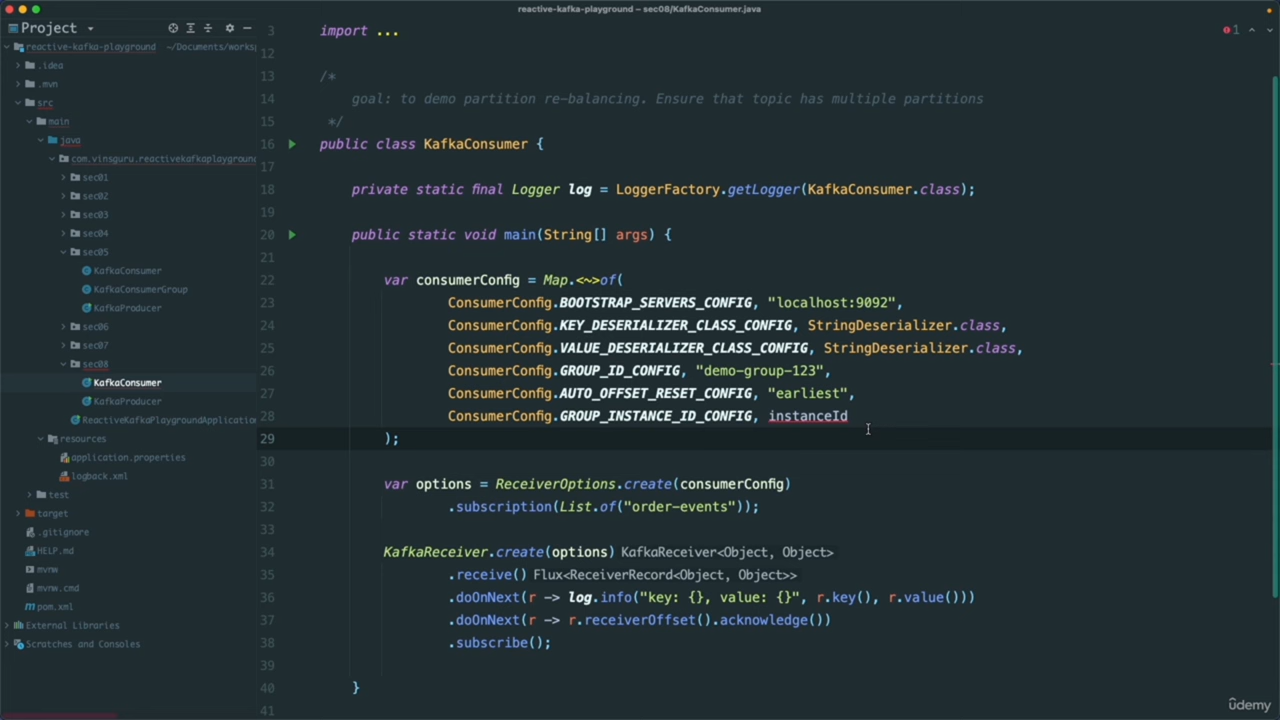 reactive-kafka-playground – sec08/KafkaConsumer.java
Project
reactive-kafka-playground ~/Documents/works
.idea
.mvn
src
main
java
com.vinsguru.reactivekafkaplayground
sec01
sec02
sec03
sec04
sec05
KafkaConsumer
KafkaConsumerGroup
KafkaProducer
sec06
sec07
sec08
KafkaConsumer
KafkaProducer
ReactiveKafkaPlaygroundApplication
resources
application.properties
logback.xml
test
target
.gitignore
HELP.md
mvnw
mvnw.cmd
pom.xml
External Libraries
Scratches and Consoles
1
3 import ...
12
13 /*
14 goal: to demo partition re-balancing. Ensure that topic has multiple partitions
15 */
16 public class KafkaConsumer {
17
18 private static final Logger log = LoggerFactory.getLogger(KafkaConsumer.class);
19
20 public static void main(String[] args) {
21
22 var consumerConfig = Map.<~>of(
23 ConsumerConfig.BOOTSTRAP_SERVERS_CONFIG, "localhost:9092",
24 ConsumerConfig.KEY_DESERIALIZER_CLASS_CONFIG, StringDeserializer.class,
25 ConsumerConfig.VALUE_DESERIALIZER_CLASS_CONFIG, StringDeserializer.class,
26 ConsumerConfig.GROUP_ID_CONFIG, "demo-group-123",
27 ConsumerConfig.AUTO_OFFSET_RESET_CONFIG, "earliest",
28 ConsumerConfig.GROUP_INSTANCE_ID_CONFIG, instanceId
29 );
30
31 var options = ReceiverOptions.create(consumerConfig)
32 .subscription(List.of("order-events"));
33
34 KafkaReceiver.create(options) KafkaReceiver<Object, Object>
35 .receive() Flux<ReceiverRecord<Object, Object>>
36 .doOnNext(r -> log.info("key: {}, value: {}", r.key(), r.value()))
37 .doOnNext(r -> r.receiverOffset().acknowledge())
38 .subscribe();
39
40 }
41
udemy